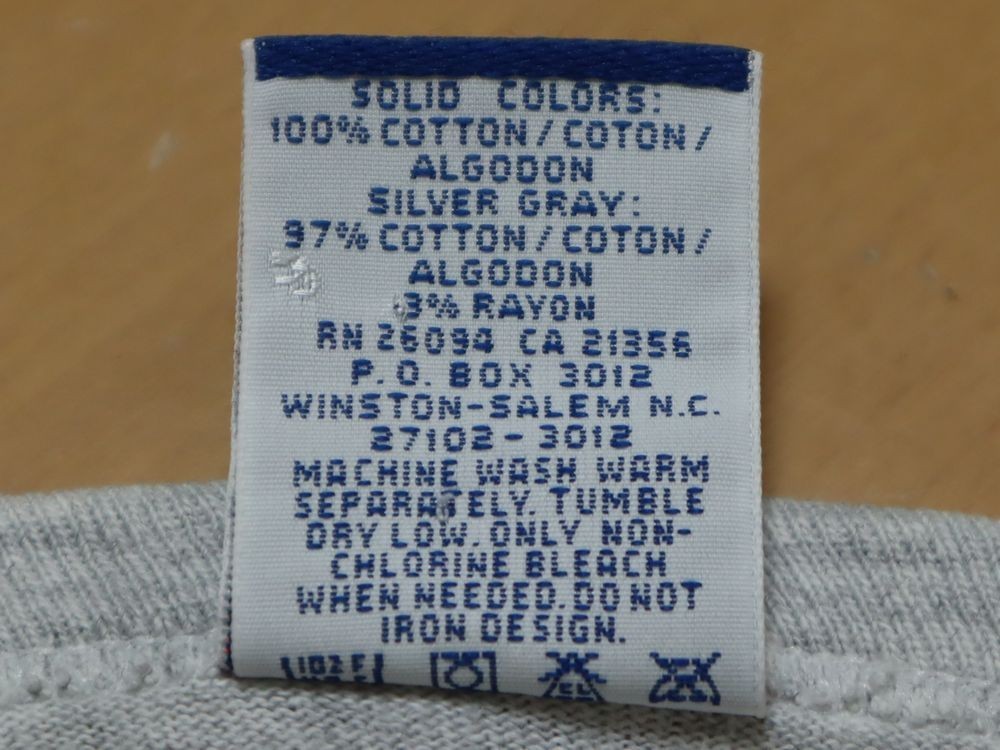 SOLID COLORS:
100% COTTON / COTON /
ALGODON
SILVER GRAY:
97% COTTON / COTON /
ALGODON
3% RAYON
RN 26094 CA 21356
P.O. BOX 3012
WINSTON-SALEM N.C.
27102-3012
MACHINE WASH WARM
SEPARATELY. TUMBLE
DRY LOW. ONLY NON-
CHLORINE BLEACH
WHEN NEEDED. DO NOT
IRON DESIGN.